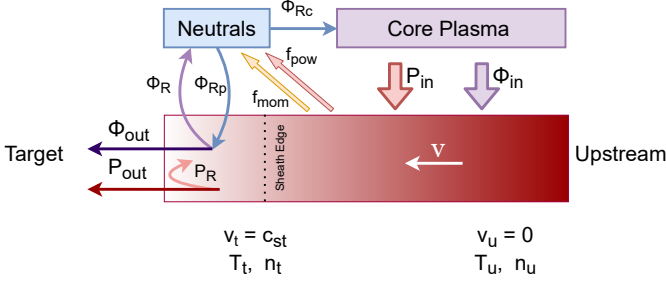 Φ_Rc
Neutrals
Core Plasma
f_pow
Φ_R
Φ_Rp
P_in
Φ_in
f_mom
Φ_out
Target
P_out
P_R
Sheath Edge
v
Upstream
v_t = c_st
v_u = 0
T_t, n_t
T_u, n_u